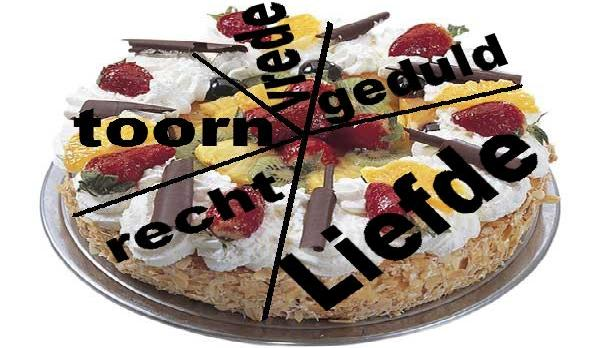 vrede
geduld
toorn
recht
Liefde